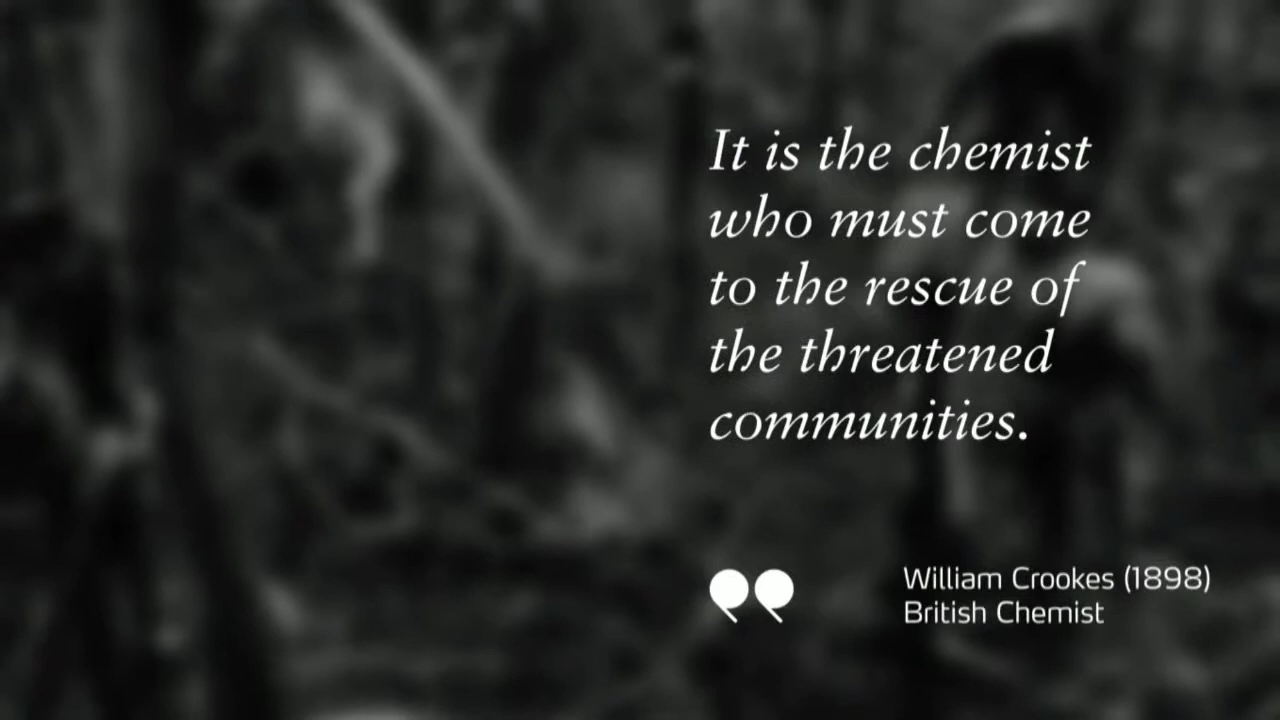 It is the chemist
who must come
to the rescue of
the threatened
communities.
William Crookes (1898)
British Chemist